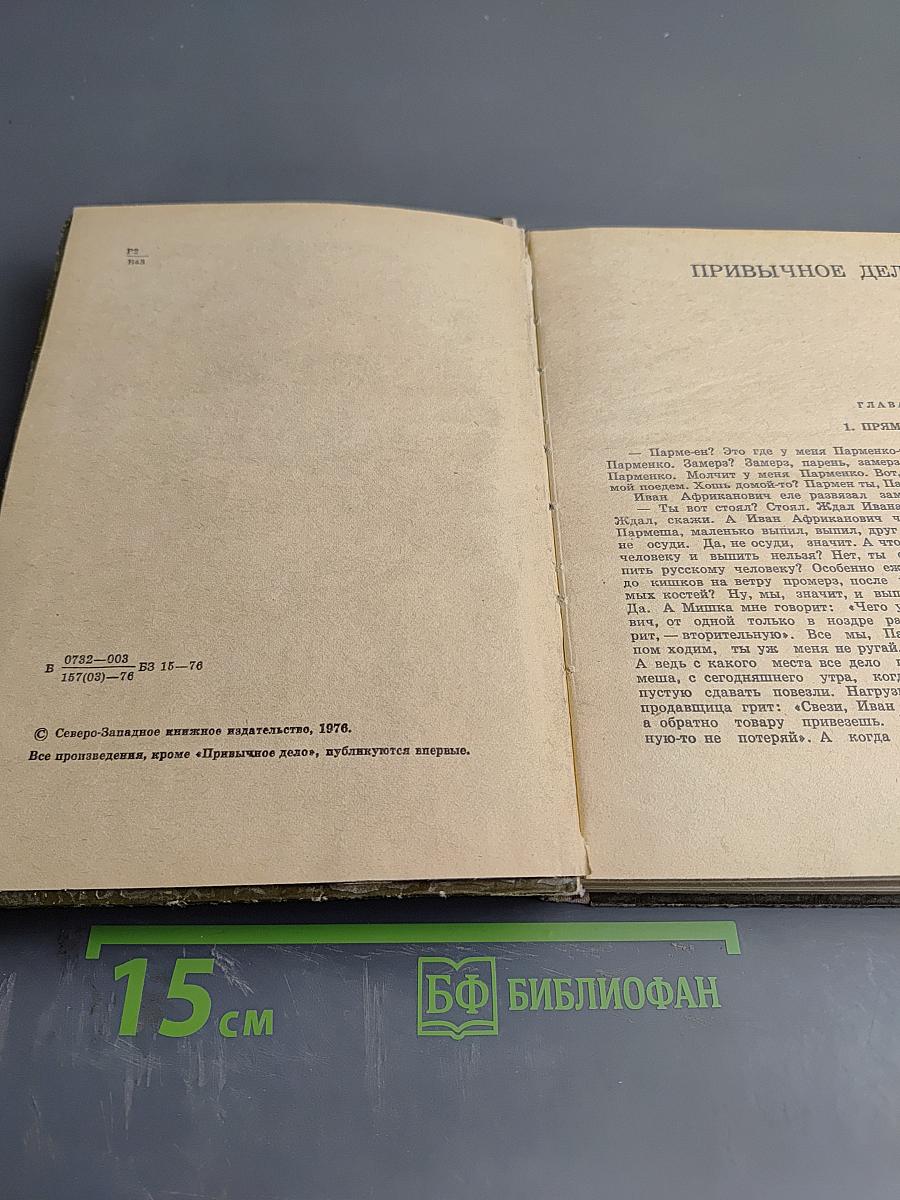 Р2
В 0732—003 БЗ 15—76
157(03)—76
© Северо-Западное книжное издательство, 1976.
Все произведения, кроме «Привычное дело», публикуются впервые.
ПРИВЫЧНОЕ ДЕЛ
ГЛАВА
1. ПРЯМ
— Парме-ен? Это где у меня Парменко-
Парменко. Замерз? Замерз, парень, замерз
Парменко. Молчит у меня Парменко. Вот,
мой поедем. Хошь домой-то? Пармен ты, Па
Иван Африканович еле развязал зам
— Ты вот стоял? Стоял. Ждал Ивана
Ждал, скажи. А Иван Африканович ч
Пармеша, маленько выпил, выпил, друг
не осуди. Да, не осуди, значит. А что
человеку и выпить нельзя? Нет, ты
пить русскому человеку? Особенно еж
до кишков на ветру промерз, после
мых костей? Ну, мы, значит, и вып
Да. А Мишка мне говорит: «Чего у
вич, от одной только в ноздре ра
рит, — вторительную». Все мы, Па
пом ходим, ты уж меня не ругай.
А ведь с какого места все дело п
меша, с сегодняшнего утра, когд
пустую сдавать повезли. Нагрузи
продавщица грит: «Свези, Иван
а обратно товару привезешь.
ную-то не потеряй». А когда
15 см
БФ БИБЛИОФАН